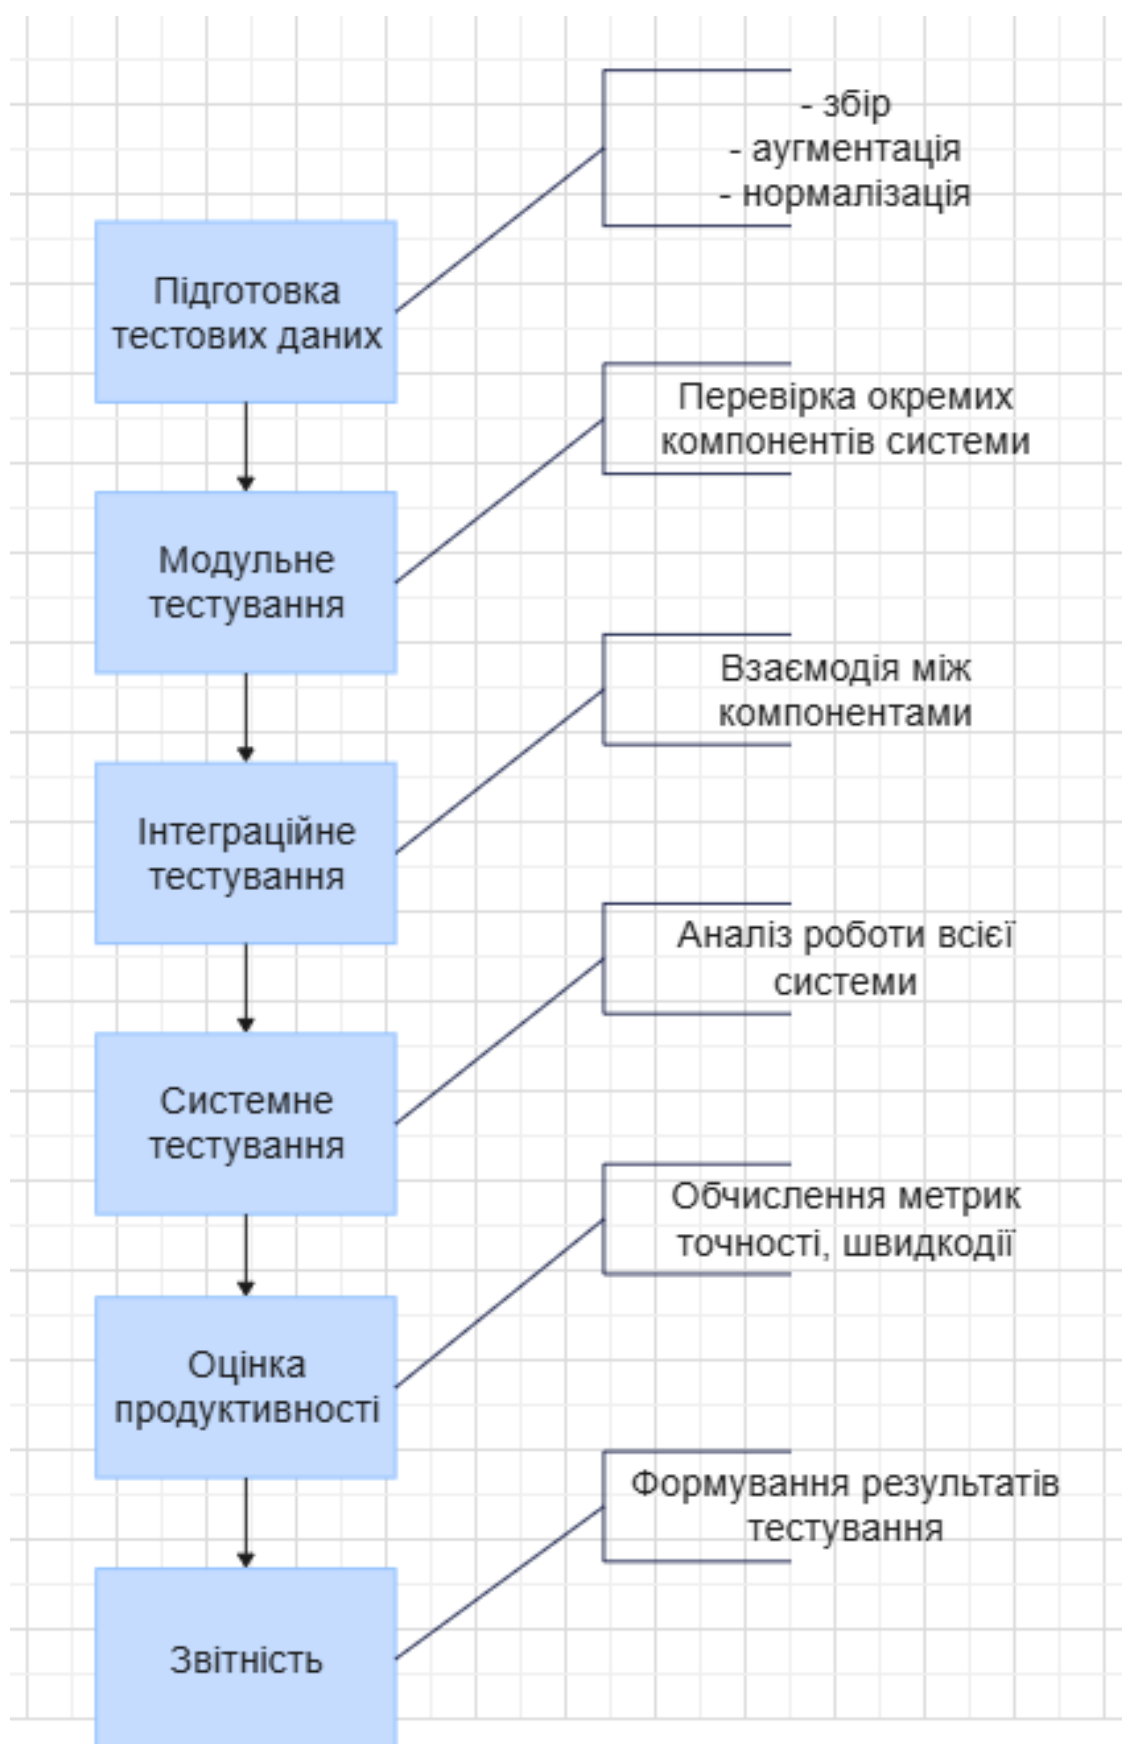 - збір
- аугментація
- нормалізація
Підготовка
тестових даних
Перевірка окремих
компонентів системи
Модульне
тестування
Взаємодія між
компонентами
Інтеграційне
тестування
Аналіз роботи всієї
системи
Системне
тестування
Обчислення метрик
точності, швидкодії
Оцінка
продуктивності
Формування результатів
тестування
Звітність